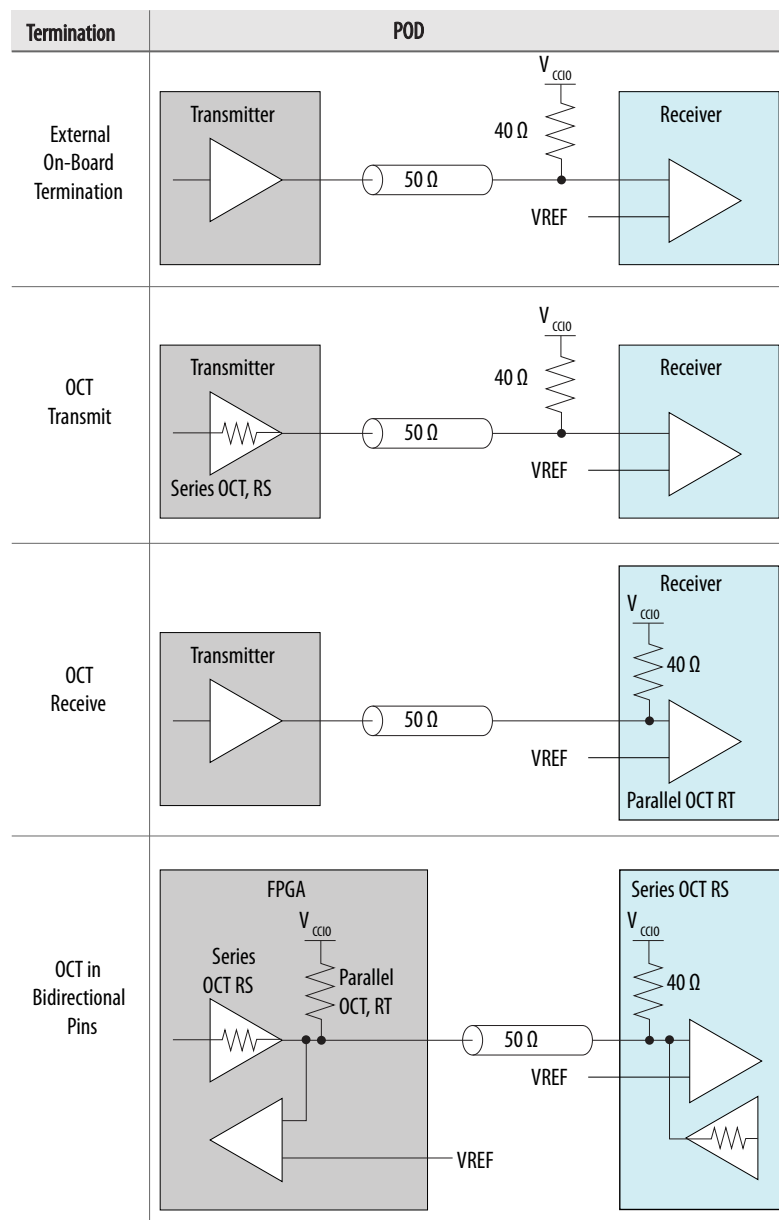 Termination
POD
External
On-Board
Termination
Transmitter
50 Ω
V CCIO
40 Ω
VREF
Receiver
OCT
Transmit
Transmitter
Series OCT, RS
50 Ω
V CCIO
40 Ω
VREF
Receiver
OCT
Receive
Transmitter
50 Ω
VREF
Receiver
V CCIO
40 Ω
Parallel OCT RT
OCT in
Bidirectional
Pins
FPGA
V CCIO
Series
OCT RS
Parallel
OCT, RT
VREF
50 Ω
VREF
Series OCT RS
V CCIO
40 Ω